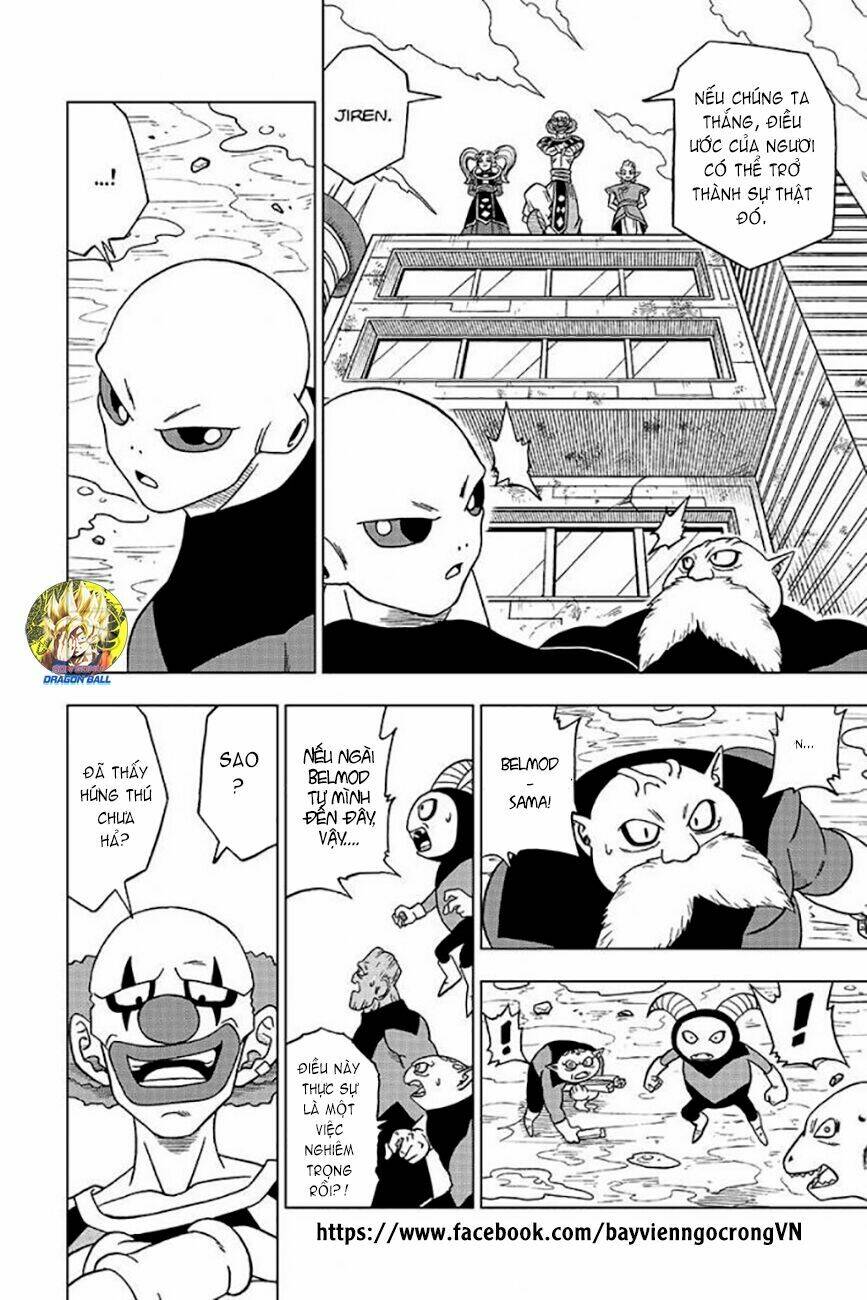 NẾU CHÚNG TA
THẮNG, ĐIỀU
ƯỚC CỦA NGƯƠI
CÓ THỂ TRỞ
THÀNH SỰ THẬT
ĐÓ.
JIREN.
...!
N...
BELMOD
-
SAMA!
!
!
NẾU NGÀI
BELMOD
TỰ MÌNH
ĐẾN ĐÂY,
VẬY....
ĐIỀU NÀY
THỰC SỰ
LÀ MỘT
VIỆC
NGHIÊM
TRỌNG
RỒI?!
SAO
?
ĐÃ THẤY
HỨNG THÚ
CHƯA
HẢ?
DRAGON BALL
https://www.facebook.com/bayvienngocrongVN